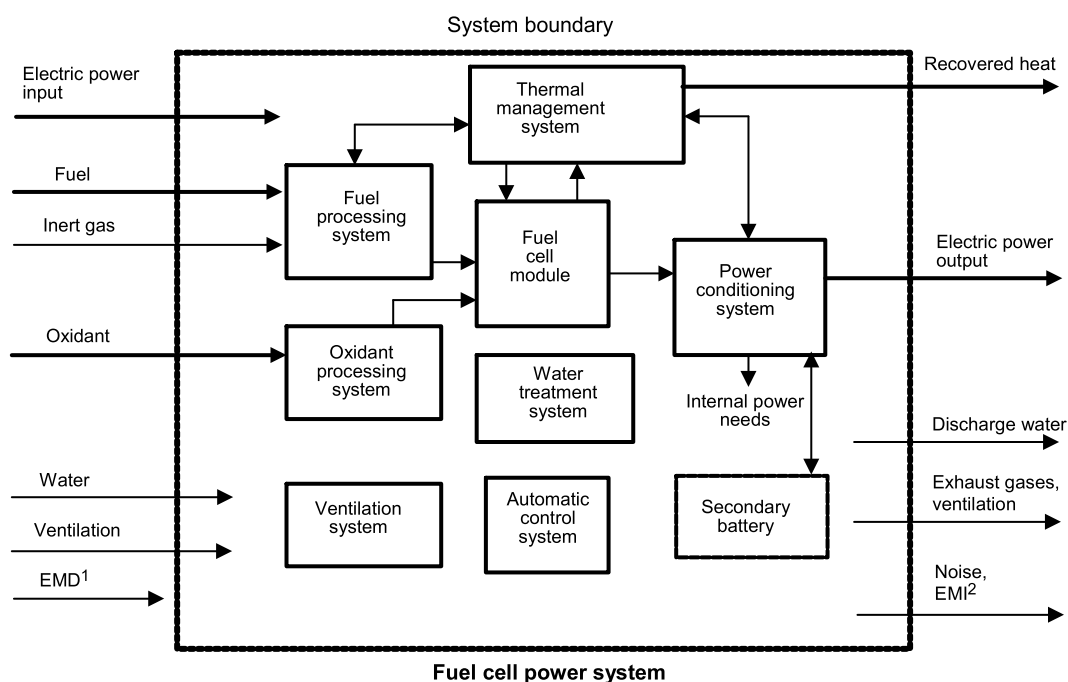 System boundary
Electric power
input
Fuel
Inert gas
Oxidant
Water
Ventilation
EMD1
Thermal
management
system
Fuel
processing
system
Fuel
cell
module
Power
conditioning
system
Oxidant
processing
system
Water
treatment
system
Internal power
needs
Ventilation
system
Automatic
control
system
Secondary
battery
Recovered heat
Electric power
output
Discharge water
Exhaust gases,
ventilation
Noise,
EMI2
Fuel cell power system